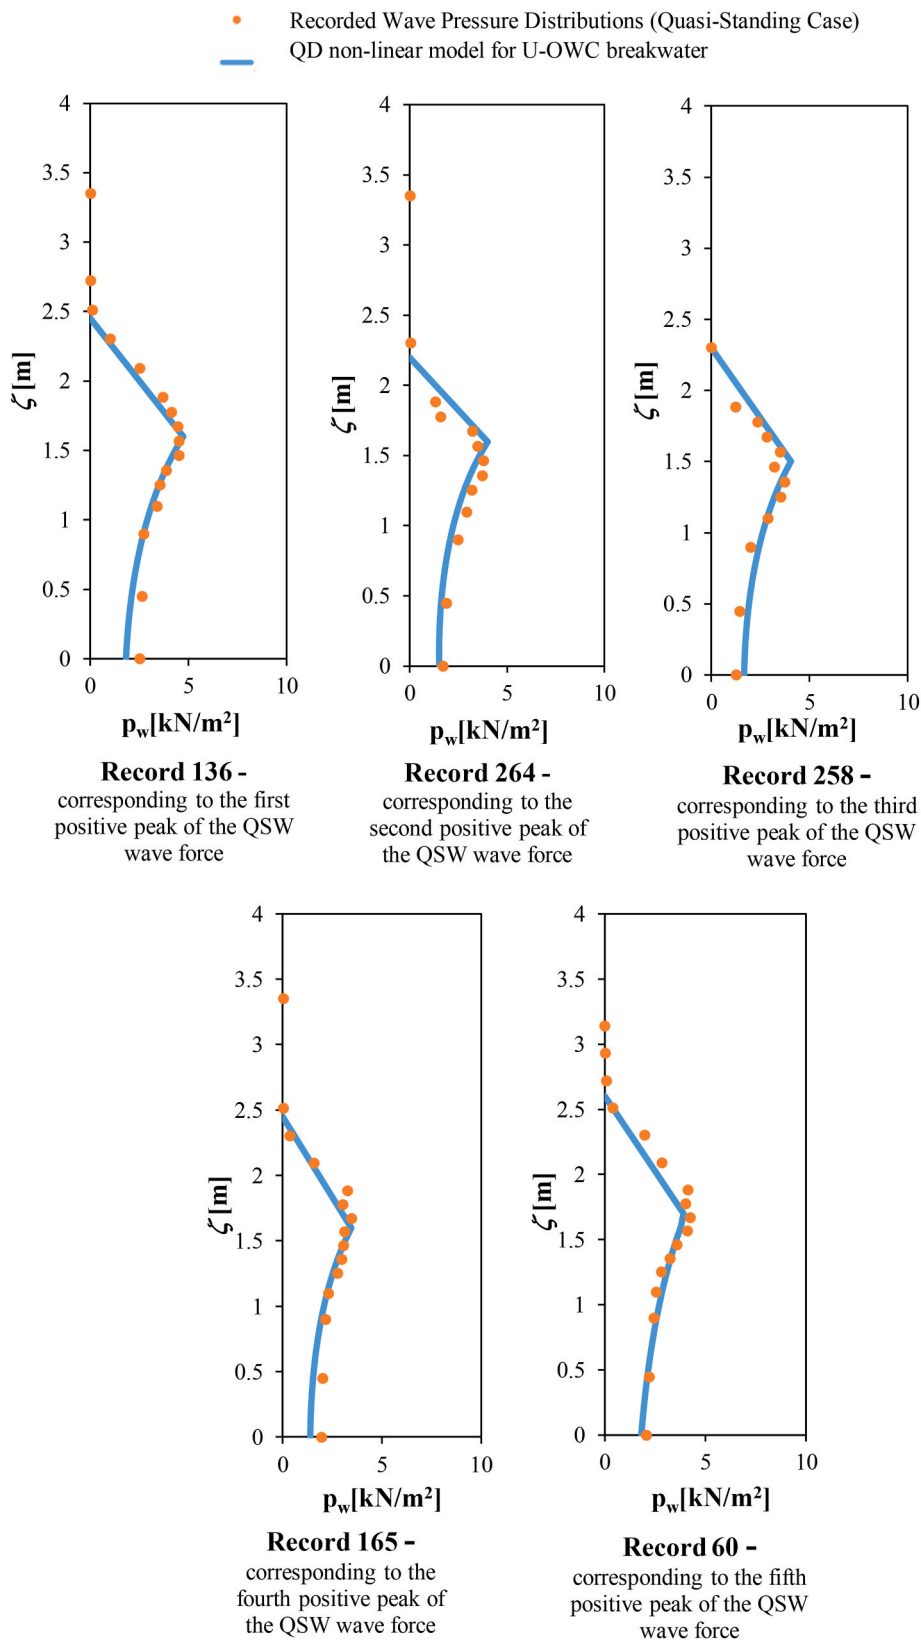 Recorded Wave Pressure Distributions (Quasi-Standing Case)
QD non-linear model for U-OWC breakwater
4
3.5
3
2.5
2
1.5
1
0.5
0
ζ [m]
0 5 10
p_w[kN/m²]
Record 136 -
corresponding to the first
positive peak of the QSW
wave force
4
3.5
3
2.5
2
1.5
1
0.5
0
ζ [m]
0 5 10
p_w[kN/m²]
Record 264 -
corresponding to the
second positive peak of
the QSW wave force
4
3.5
3
2.5
2
1.5
1
0.5
0
ζ [m]
0 5 10
p_w[kN/m²]
Record 258 –
corresponding to the third
positive peak of the QSW
wave force
4
3.5
3
2.5
2
1.5
1
0.5
0
ζ [m]
0 5 10
p_w[kN/m²]
Record 165 –
corresponding to the
fourth positive peak of
the QSW wave force
4
3.5
3
2.5
2
1.5
1
0.5
0
ζ [m]
0 5 10
p_w[kN/m²]
Record 60 –
corresponding to the fifth
positive peak of the QSW
wave force